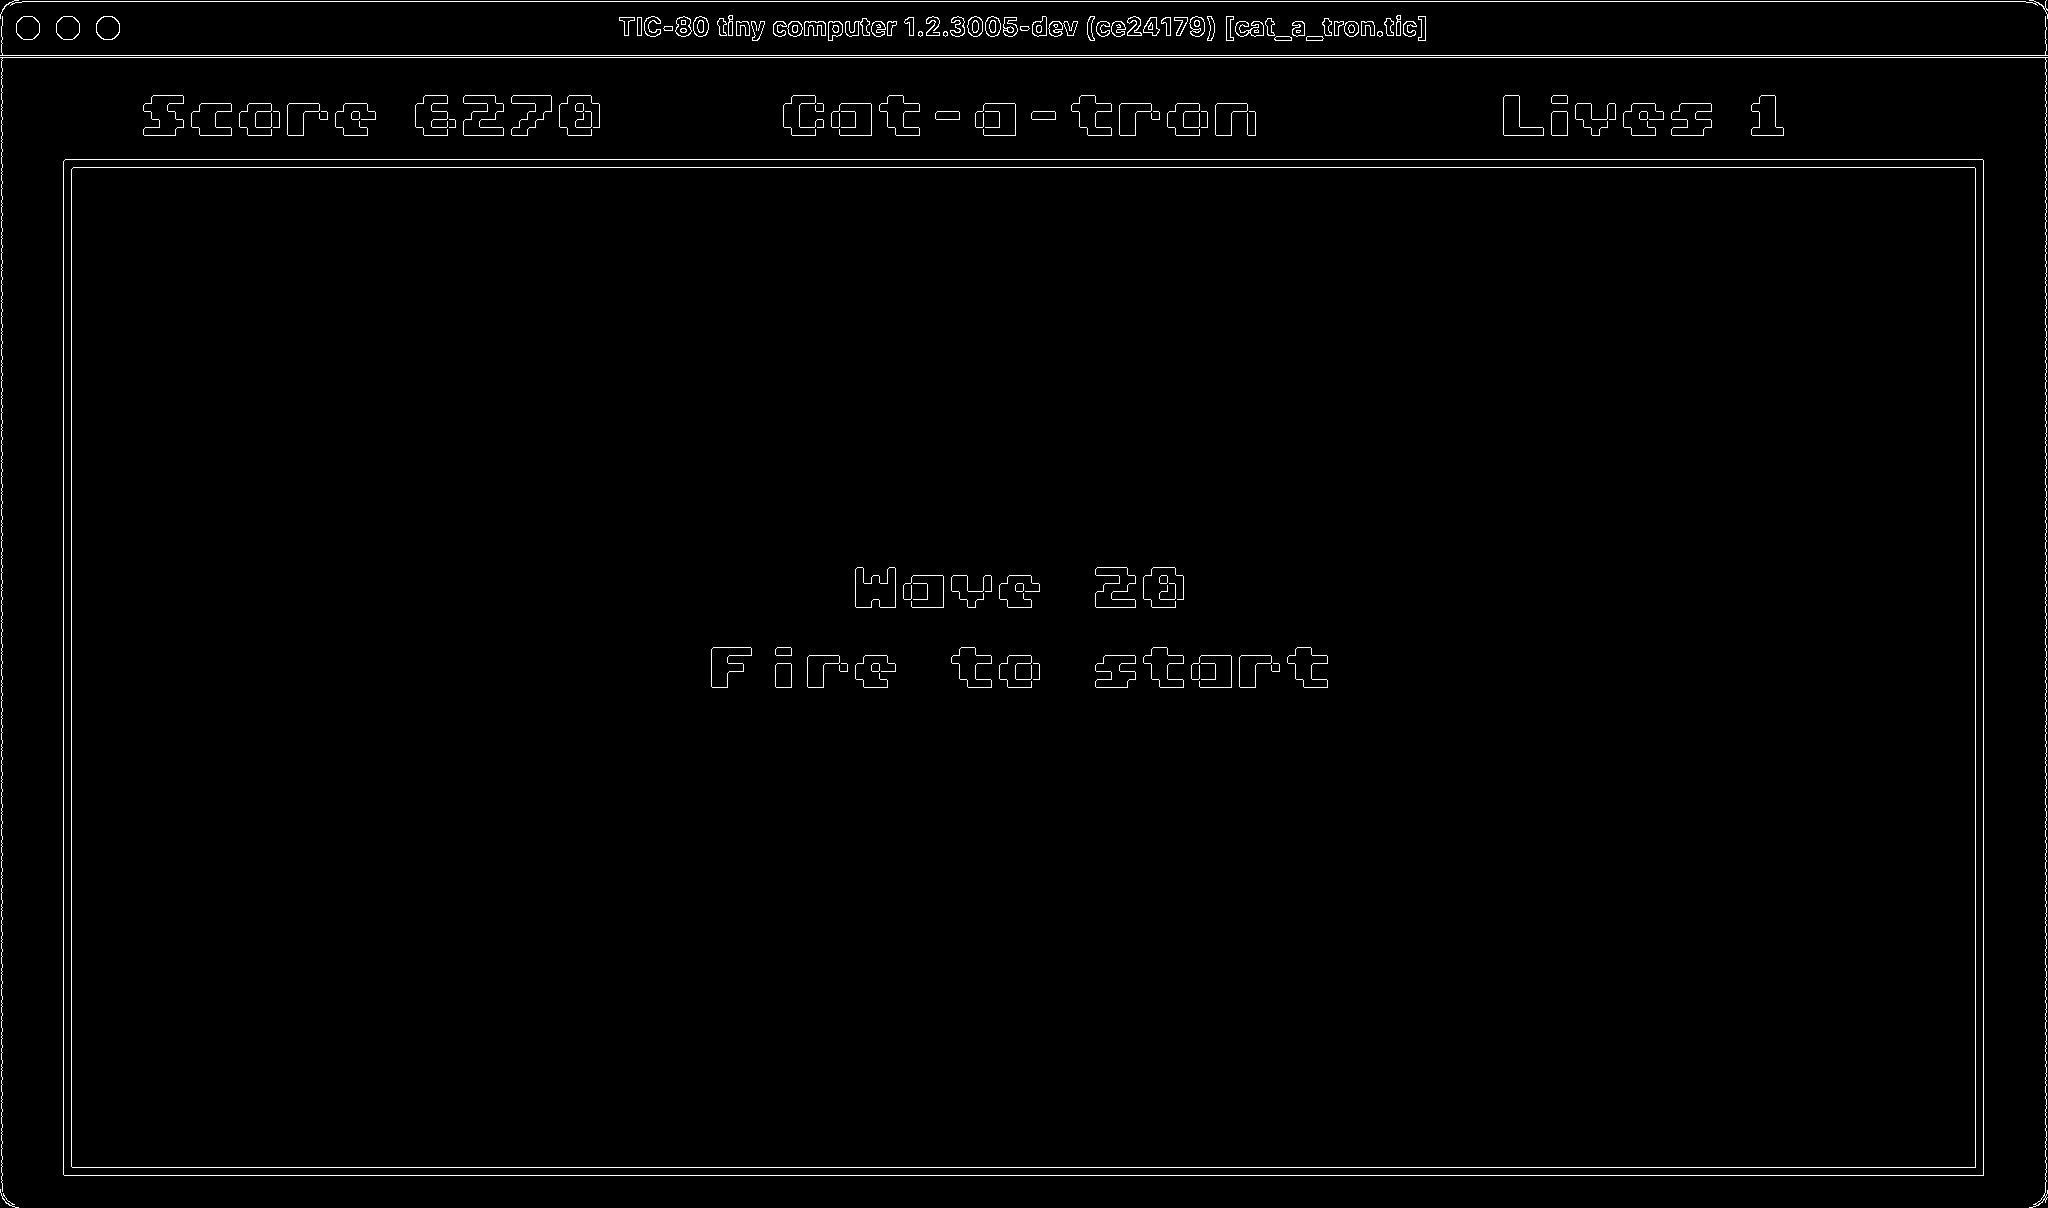 TIC-80 tiny computer 1.2.3005-dev (ce24179) [cat_a_tron.tic]
Score 6270 Cat-a-tron Lives 1
Wave 20
Fire to start